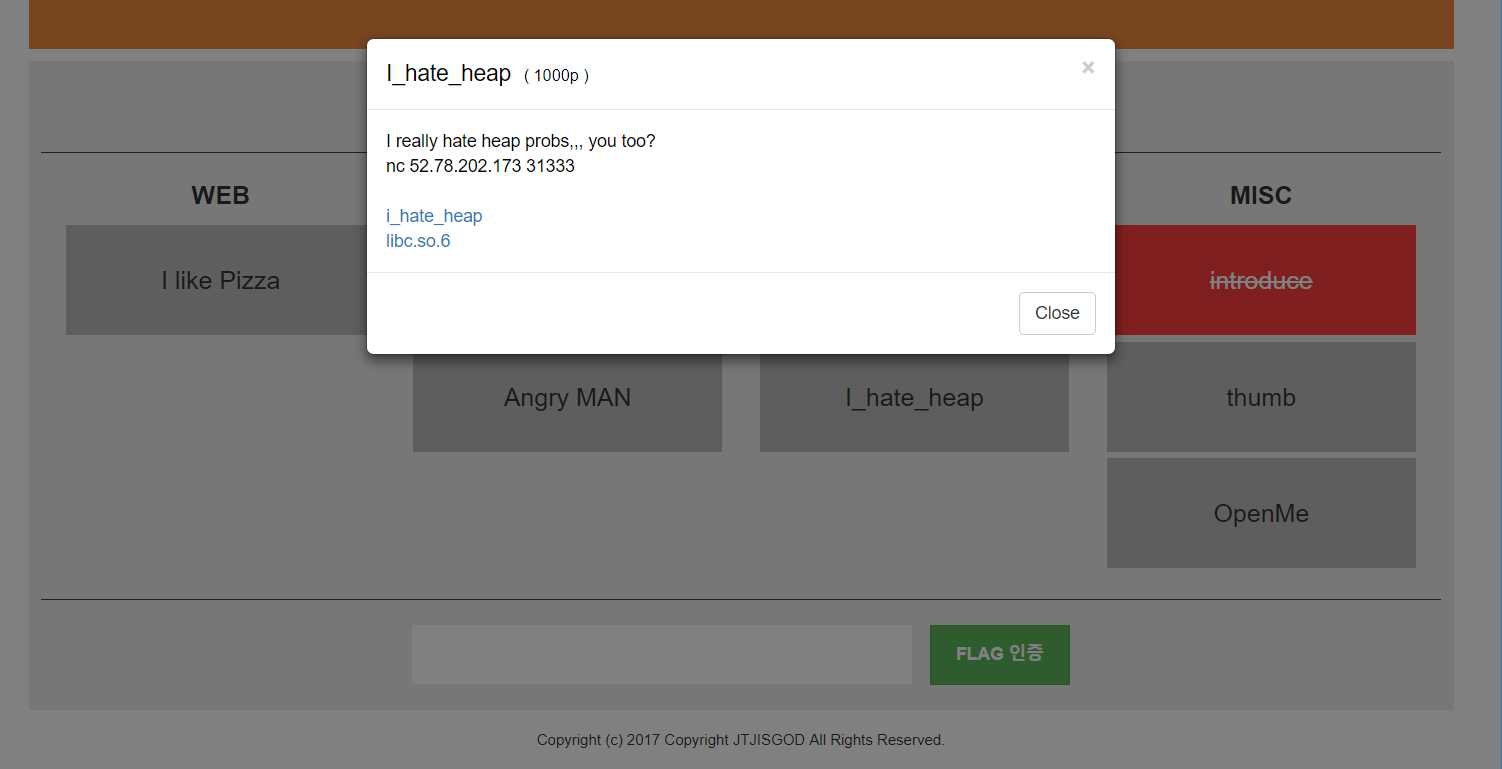 I_hate_heap ( 1000p )
×
I really hate heap probs,,, you too?
nc 52.78.202.173 31333
i_hate_heap
libc.so.6
Close
WEB
MISC
I like Pizza
introduce
Angry MAN
I_hate_heap
thumb
OpenMe
FLAG 인증
Copyright (c) 2017 Copyright JTJISGOD All Rights Reserved.